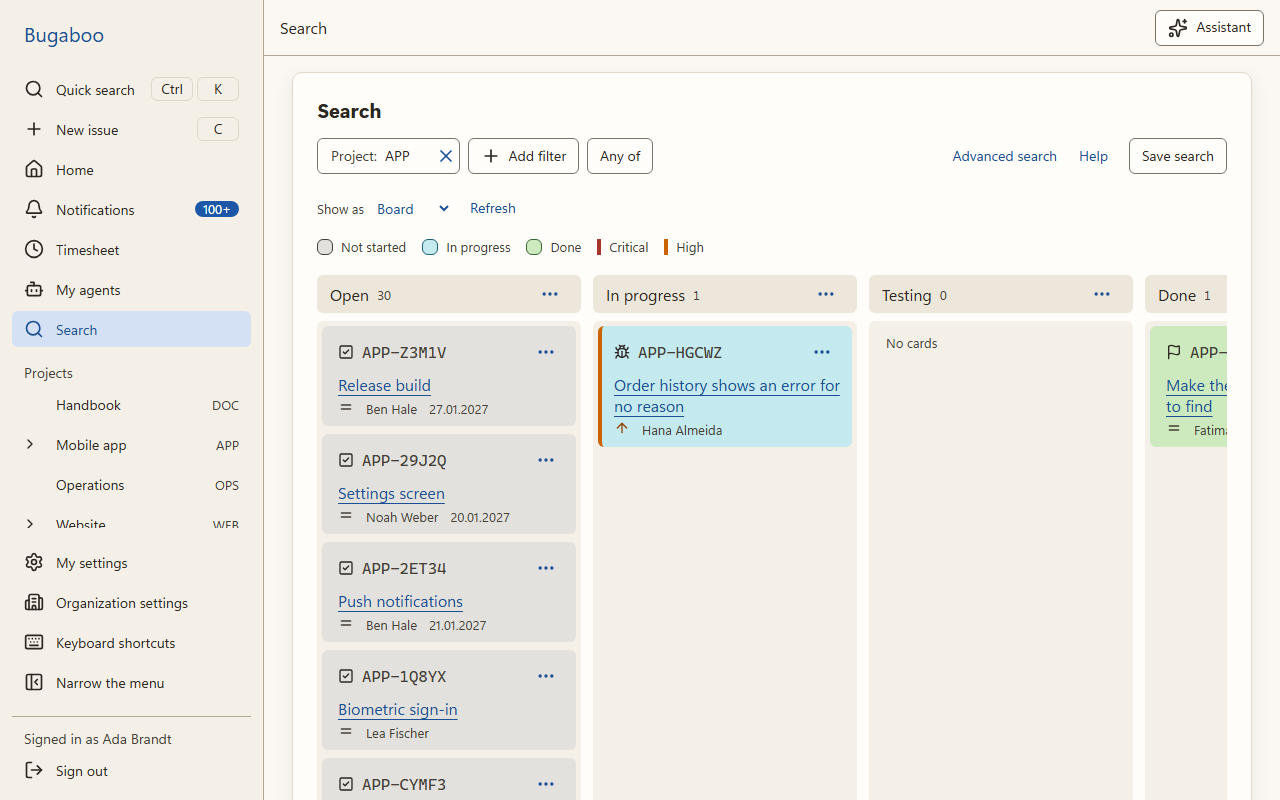 Bugaboo
Quick search Ctrl K
New issue C
Home
Notifications 100+
Timesheet
My agents
Search
Projects
Handbook DOC
Mobile app APP
Operations OPS
Website WEB
My settings
Organization settings
Keyboard shortcuts
Narrow the menu
Signed in as Ada Brandt
Sign out
Search
Assistant
Search
Project: APP
Add filter
Any of
Advanced search
Help
Save search
Show as Board
Refresh
Not started
In progress
Done
Critical
High
Open 30
APP-Z3M1V
Release build
Ben Hale 27.01.2027
APP-29J2Q
Settings screen
Noah Weber 20.01.2027
APP-2ET34
Push notifications
Ben Hale 21.01.2027
APP-1Q8YX
Biometric sign-in
Lea Fischer
APP-CYMF3
In progress 1
APP-HGCWZ
Order history shows an error for
no reason
Hana Almeida
Testing 0
No cards
Done 1
APP-
Make the
to find
Fatima